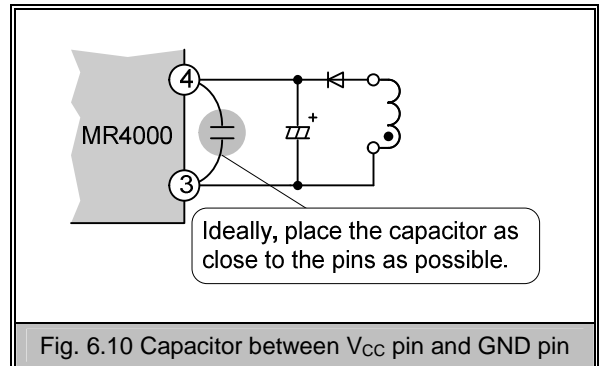 4
MR4000
+
3
Ideally, place the capacitor as
close to the pins as possible.
Fig. 6.10 Capacitor between VCC pin and GND pin